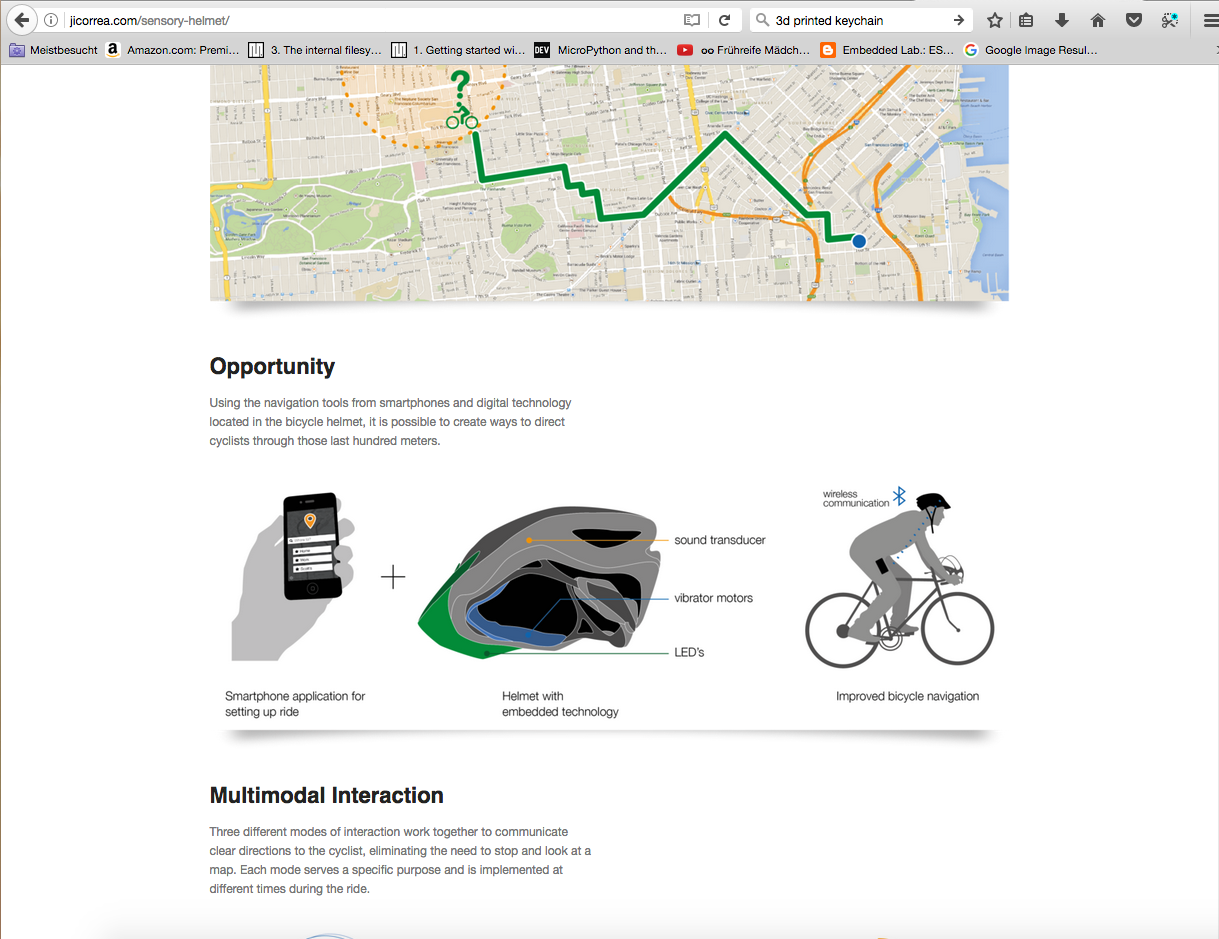 jicorrea.com/sensory-helmet/
3d printed keychain
Meistbesucht
Amazon.com: Premi...
3. The internal filesy...
1. Getting started wi...
DEV
MicroPython and th...
oo Frühreife Mädch...
Embedded Lab.: ES...
Google Image Resul...
?
Opportunity
Using the navigation tools from smartphones and digital technology
located in the bicycle helmet, it is possible to create ways to direct
cyclists through those last hundred meters.
wireless
communication
sound transducer
vibrator motors
LED's
Smartphone application for
setting up ride
Helmet with
embedded technology
Improved bicycle navigation
Multimodal Interaction
Three different modes of interaction work together to communicate
clear directions to the cyclist, eliminating the need to stop and look at a
map. Each mode serves a specific purpose and is implemented at
different times during the ride.